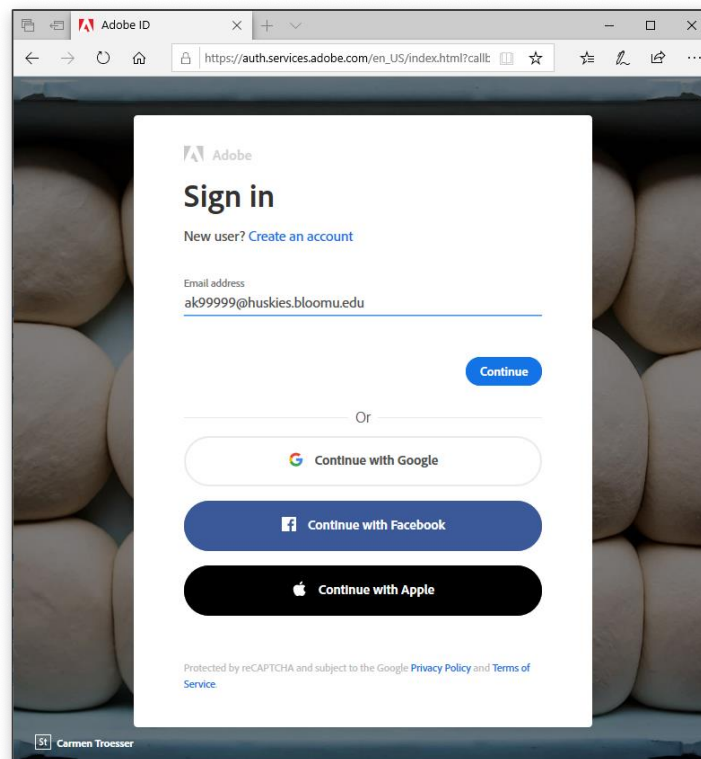 Adobe ID
https://auth.services.adobe.com/en_US/index.html?callb
Adobe
Sign in
New user? Create an account
Email address
ak99999@huskies.bloomu.edu
Continue
Or
Continue with Google
Continue with Facebook
Continue with Apple
Protected by reCAPTCHA and subject to the Google Privacy Policy and Terms of
Service.
St Carmen Troesser